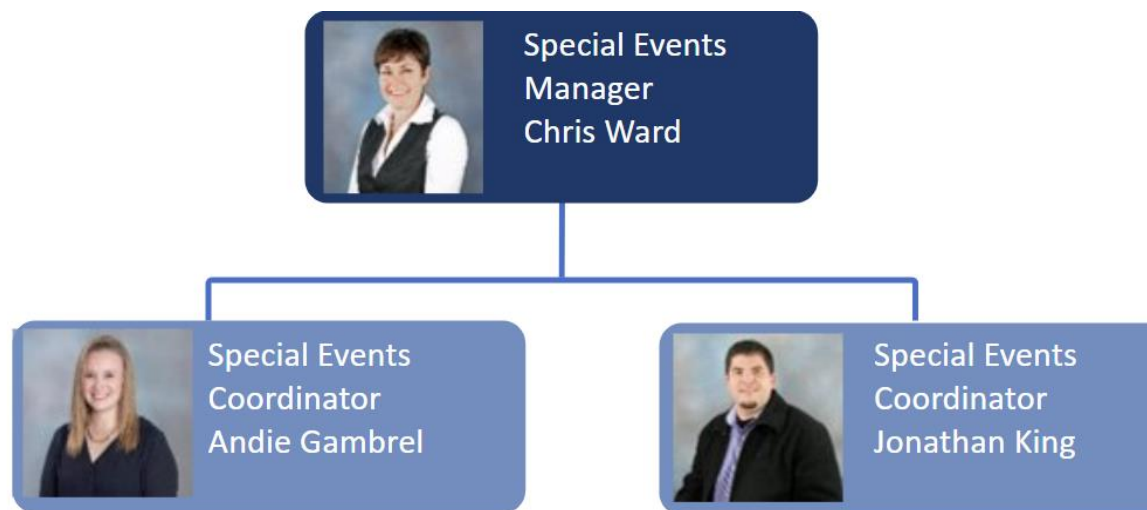 Special Events
Manager
Chris Ward
Special Events
Coordinator
Andie Gambrel
Special Events
Coordinator
Jonathan King